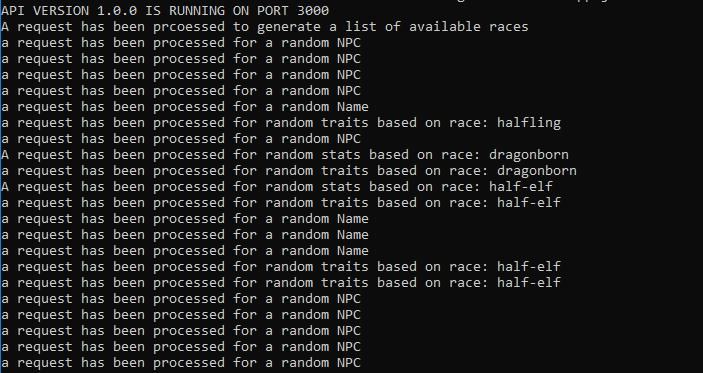 API VERSION 1.0.0 IS RUNNING ON PORT 3000
A request has been prcoessed to generate a list of available races
a request has been processed for a random NPC
a request has been processed for a random NPC
a request has been processed for a random NPC
a request has been processed for a random NPC
a request has been processed for a random Name
a request has been processed for random traits based on race: halfling
a request has been processed for a random NPC
A request has been processed for random stats based on race: dragonborn
a request has been processed for random traits based on race: dragonborn
A request has been processed for random stats based on race: half-elf
a request has been processed for random traits based on race: half-elf
a request has been processed for a random Name
a request has been processed for a random Name
a request has been processed for a random Name
a request has been processed for random traits based on race: half-elf
a request has been processed for random traits based on race: half-elf
a request has been processed for a random NPC
a request has been processed for a random NPC
a request has been processed for a random NPC
a request has been processed for a random NPC
a request has been processed for a random NPC